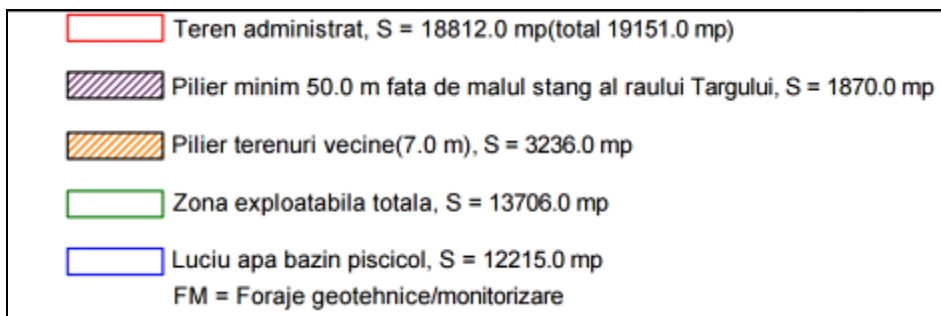 Teren administrat, S = 18812.0 mp(total 19151.0 mp)
Pilier minim 50.0 m fata de malul stang al raului Targului, S = 1870.0 mp
Pilier terenuri vecine(7.0 m), S = 3236.0 mp
Zona exploatabila totala, S = 13706.0 mp
Luciu apa bazin piscicol, S = 12215.0 mp
FM = Foraje geotehnice/monitorizare